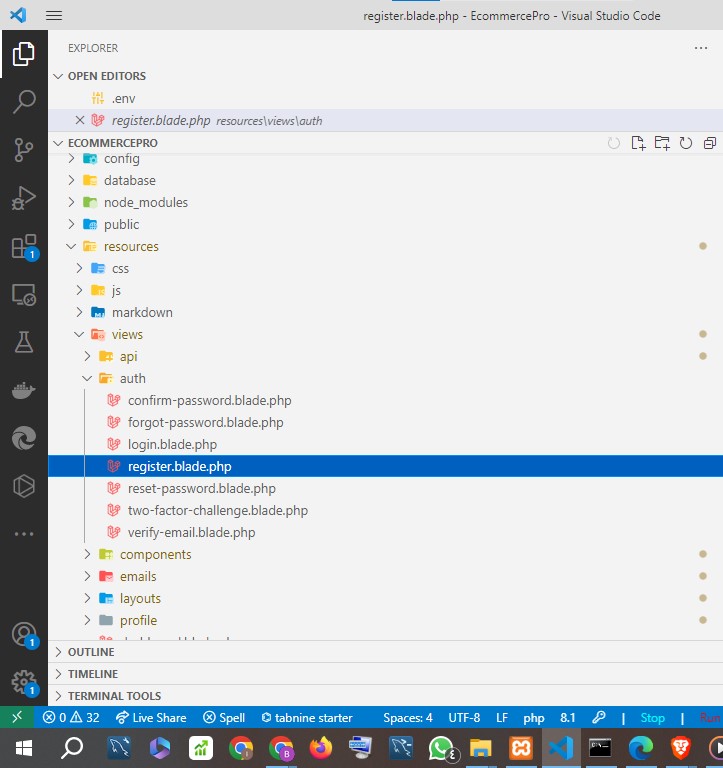 register.blade.php - EcommercePro - Visual Studio Code
EXPLORER
OPEN EDITORS
.env
register.blade.php resources\views\auth
ECOMMERCEPRO
config
database
node_modules
public
resources
css
js
markdown
views
api
auth
confirm-password.blade.php
forgot-password.blade.php
login.blade.php
register.blade.php
reset-password.blade.php
two-factor-challenge.blade.php
verify-email.blade.php
components
emails
layouts
profile
OUTLINE
TIMELINE
TERMINAL TOOLS
0 32 Live Share Spell tabnine starter Spaces: 4 UTF-8 LF php 8.1 | Stop | Run